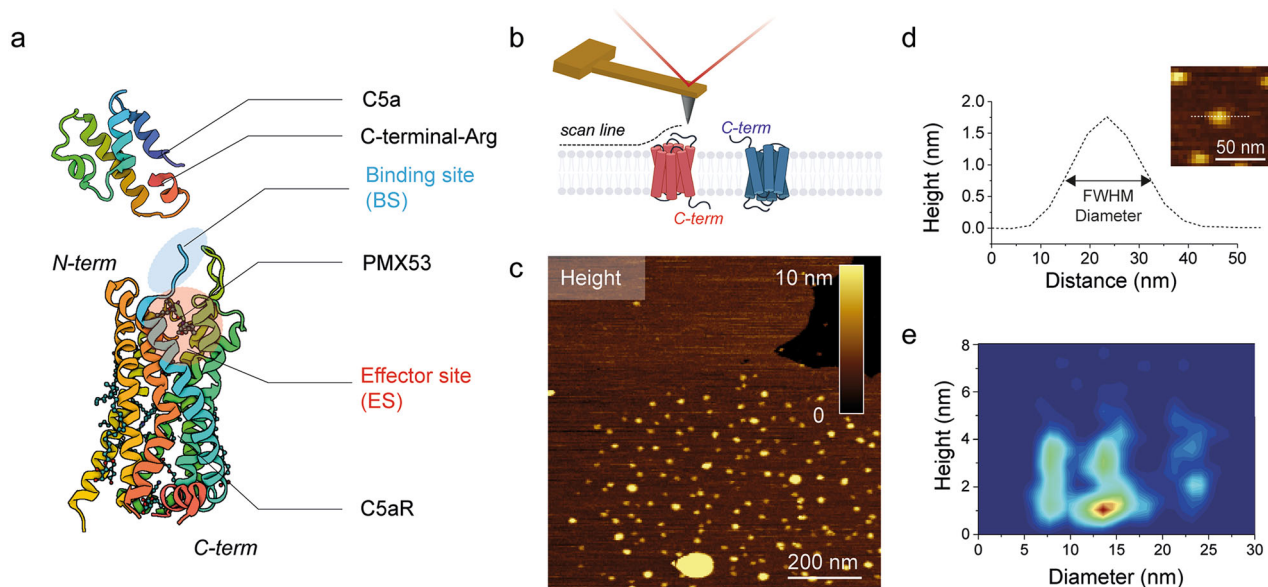 a
C5a
C-terminal-Arg
Binding site
(BS)
N-term
PMX53
Effector site
(ES)
C5aR
C-term
b
scan line
C-term
C-term
c
Height
10 nm
0
200 nm
d
Height (nm)
2.0
1.5
1.0
0.5
0.0
FWHM
Diameter
0 10 20 30 40 50
Distance (nm)
50 nm
e
Height (nm)
8
6
4
2
0
0 5 10 15 20 25 30
Diameter (nm)